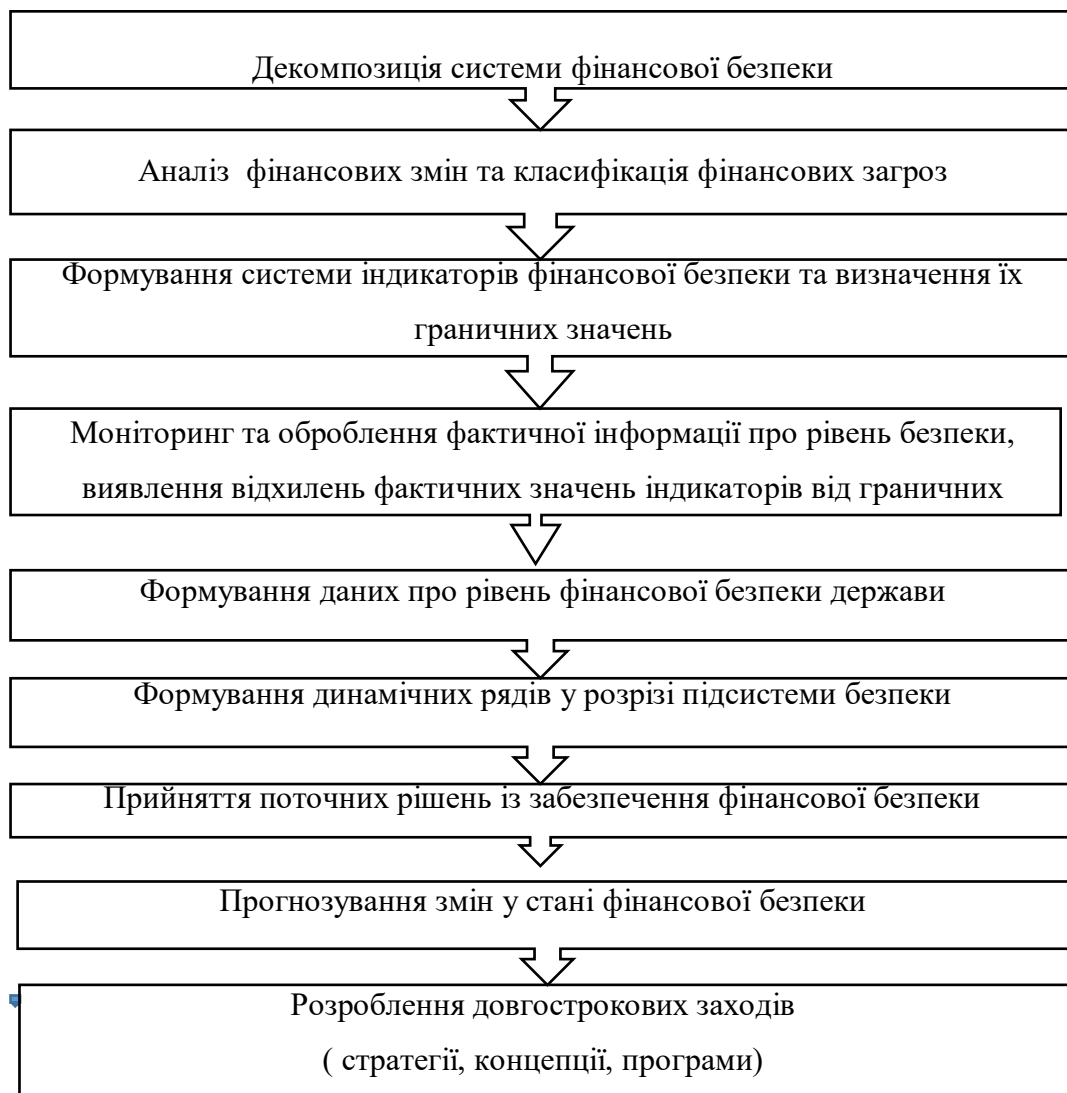 Декомпозиція системи фінансової безпеки
Аналіз  фінансових змін та класифікація фінансових загроз
Формування системи індикаторів фінансової безпеки та визначення їх
граничних значень
Моніторинг та оброблення фактичної інформації про рівень безпеки,
виявлення відхилень фактичних значень індикаторів від граничних
Формування даних про рівень фінансової безпеки держави
Формування динамічних рядів у розрізі підсистеми безпеки
Прийняття поточних рішень із забезпечення фінансової безпеки
Прогнозування змін у стані фінансової безпеки
Розроблення довгострокових заходів
( стратегії, концепції, програми)